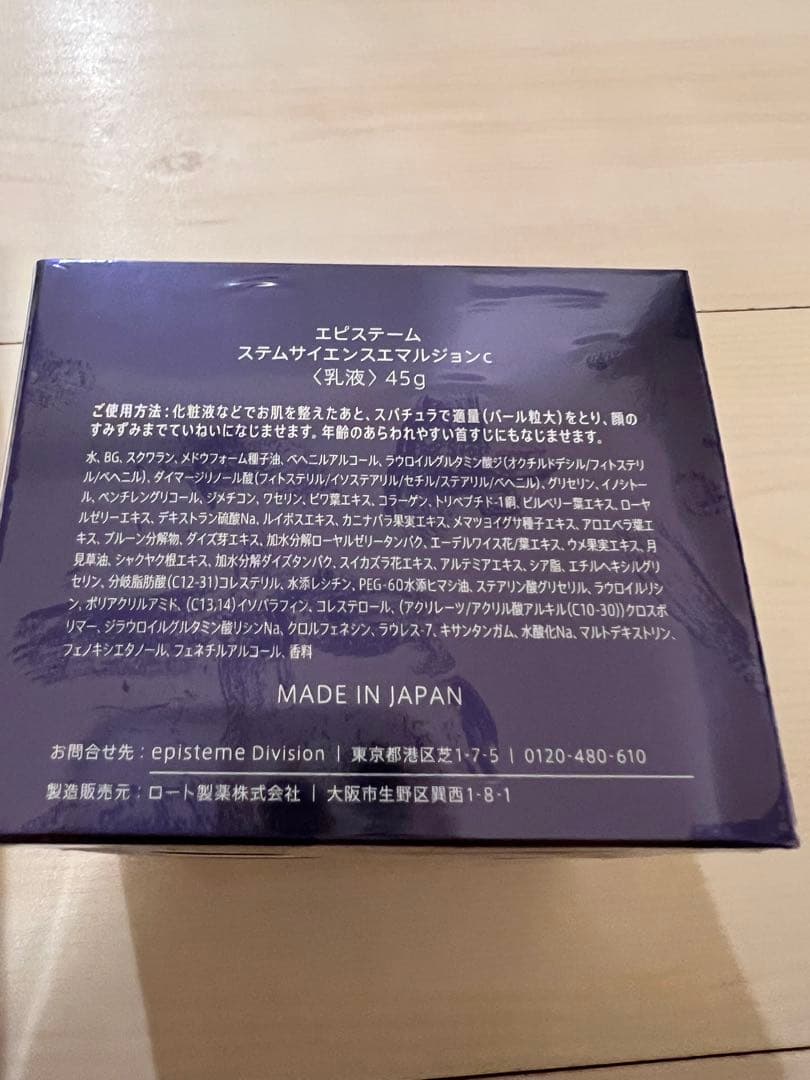 エピステーム
ステムサイエンスエマルジョンc
〈乳液〉45g
ご使用方法：化粧液などでお肌を整えたあと、スパチュラで適量（パール粒大）をとり、顔の
すみずみまでていねいになじませます。年齢のあらわれやすい首すじにもなじませます。
水、BG、スクワラン、メドウフォーム種子油、ベヘニルアルコール、ラウロイルグルタミン酸ジ（オクチルドデシル/フィトステリ
ル/ベヘニル）、ダイマージリノール酸（フィトステリル/イソステアリル/セチル/ステアリル/ベヘニル）、グリセリン、イノシトー
ル、ペンチレングリコール、ジメチコン、ワセリン、ビワ葉エキス、コラーゲン、トリペプチド-1銅、ビルベリー葉エキス、ローヤ
ルゼリーエキス、デキストラン硫酸Na、ルイボスエキス、カニナバラ果実エキス、メマツヨイグサ種子エキス、アロエベラ葉エ
キス、プルーン分解物、ダイズ芽エキス、加水分解ローヤルゼリータンパク、エーデルワイス花/葉エキス、ウメ果実エキス、月
見草油、シャクヤク根エキス、加水分解ダイズタンパク、スイカズラ花エキス、アルテミアエキス、シア脂、エチルヘキシルグリ
セリン、分岐脂肪酸（C12-31）コレステリル、水添レシチン、PEG-60水添ヒマシ油、ステアリン酸グリセリル、ラウロイルリシ
ン、ポリアクリルアミド、（C13,14）イソパラフィン、コレステロール、（アクリレーツ/アクリル酸アルキル（C10-30））クロスポ
リマー、ジラウロイルグルタミン酸リシンNa、クロルフェネシン、ラウレス-7、キサンタンガム、水酸化Na、マルトデキストリン、
フェノキシエタノール、フェネチルアルコール、香料
MADE IN JAPAN
お問合せ先：episteme Division | 東京都港区芝1-7-5 | 0120-480-610
製造販売元：ロート製薬株式会社 | 大阪市生野区巽西1-8-1